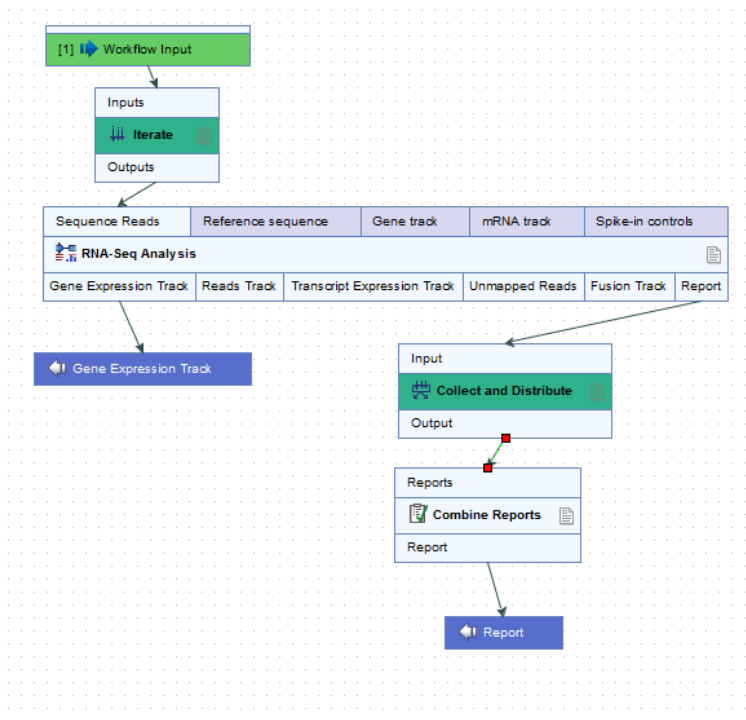 [1] Workflow Input
Inputs
Iterate
Outputs
Sequence Reads Reference sequence Gene track mRNA track Spike-in controls
RNA-Seq Analysis
Gene Expression Track Reads Track Transcript Expression Track Unmapped Reads Fusion Track Report
Gene Expression Track
Input
Collect and Distribute
Output
Reports
Combine Reports
Report
Report